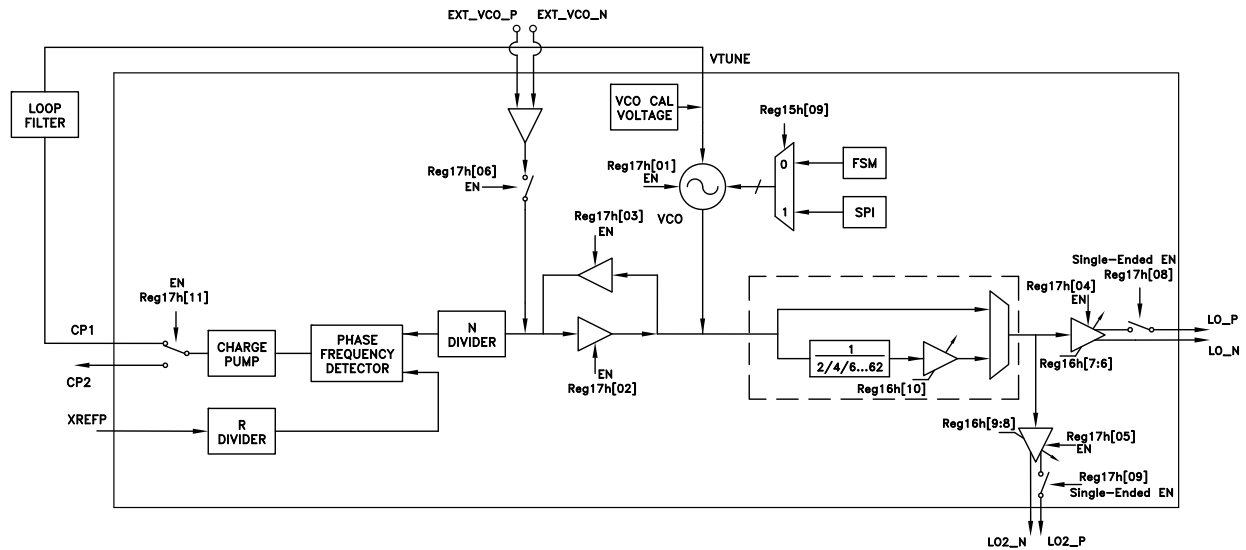 EXT_VCO_P
EXT_VCO_N
VTUNE
LOOP
FILTER
VCO CAL
VOLTAGE
Reg15h[09]
0
1
FSM
SPI
Reg17h[06]
EN
Reg17h[01]
EN
VCO
Reg17h[03]
EN
EN
Reg17h[11]
CP1
CP2
CHARGE
PUMP
PHASE
FREQUENCY
DETECTOR
N
DIVIDER
EN
Reg17h[02]
XREFP
R
DIVIDER
1
2/4/6...62
Reg16h[10]
Single-Ended EN
Reg17h[08]
Reg17h[04]
EN
Reg16h[7:6]
LO_P
LO_N
Reg16h[9:8]
Reg17h[05]
EN
Reg17h[09]
Single-Ended EN
LO2_N
LO2_P